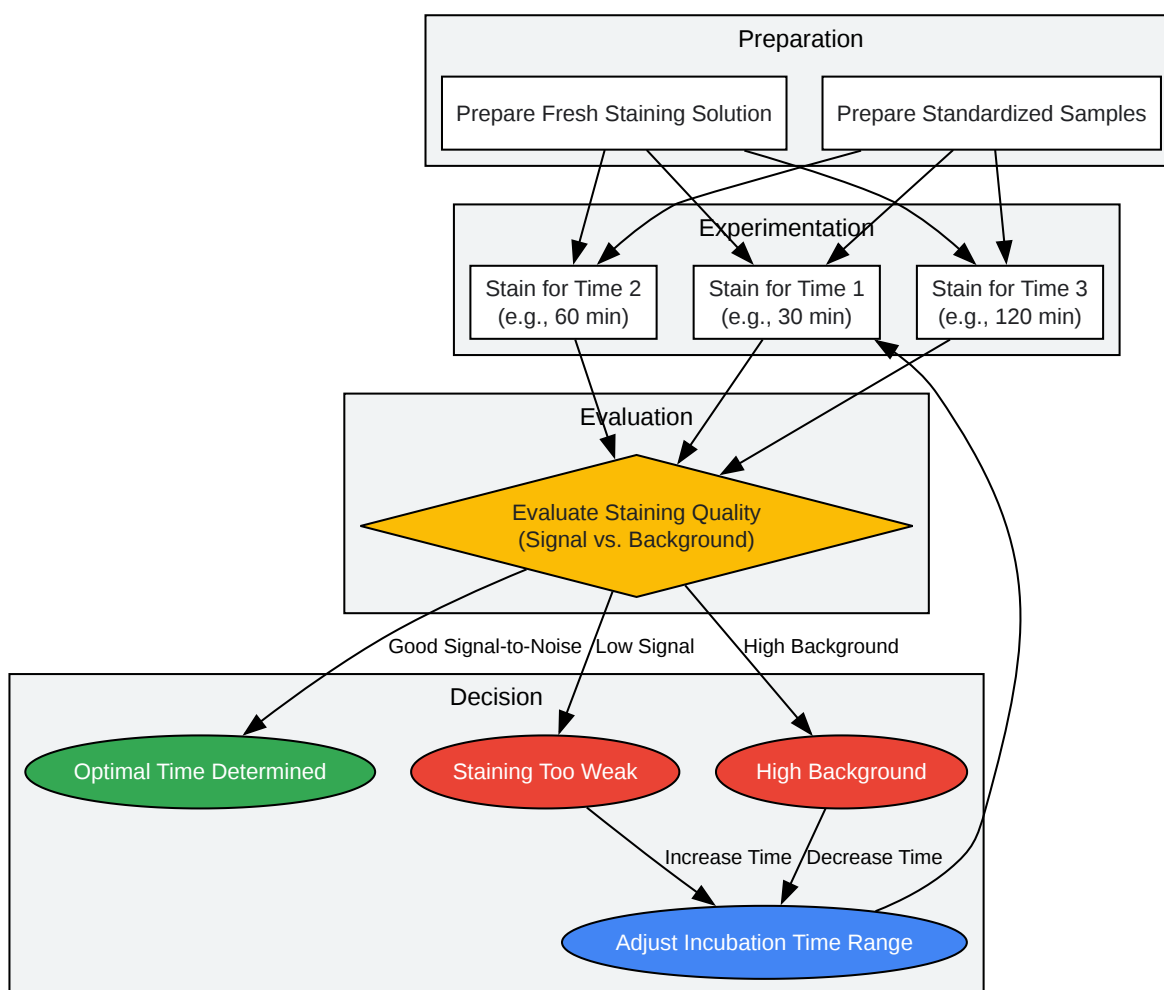 Preparation
Prepare Fresh Staining Solution
Prepare Standardized Samples
Experimentation
Stain for Time 2
(e.g., 60 min)
Stain for Time 1
(e.g., 30 min)
Stain for Time 3
(e.g., 120 min)
Evaluation
Evaluate Staining Quality
(Signal vs. Background)
Good Signal-to-Noise
Low Signal
High Background
Decision
Optimal Time Determined
Staining Too Weak
High Background
Increase Time
Decrease Time
Adjust Incubation Time Range